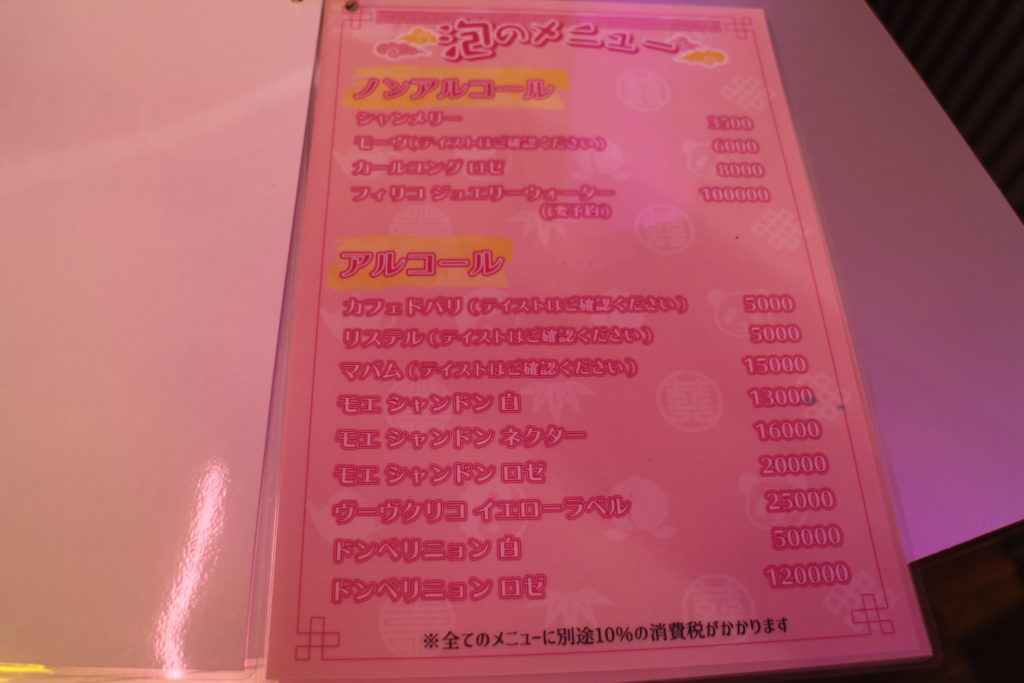 泡のメニュー
ノンアルコール
シャンメリー 3500
モーヴ(テイストはご確認ください) 6000
カールユング ロゼ 8000
フィリコ ジュエリーウォーター 100000
(要予約)
アルコール
カフェドパリ(テイストはご確認ください) 5000
リステル(テイストはご確認ください) 5000
マバム(テイストはご確認ください) 15000
モエ シャンドン 白 13000
モエ シャンドン ネクター 16000
モエ シャンドン ロゼ 20000
ヴーヴクリコ イエローラベル 25000
ドンペリニョン 白 50000
ドンペリニョン ロゼ 120000
※全てのメニューに別途10%の消費税がかかります